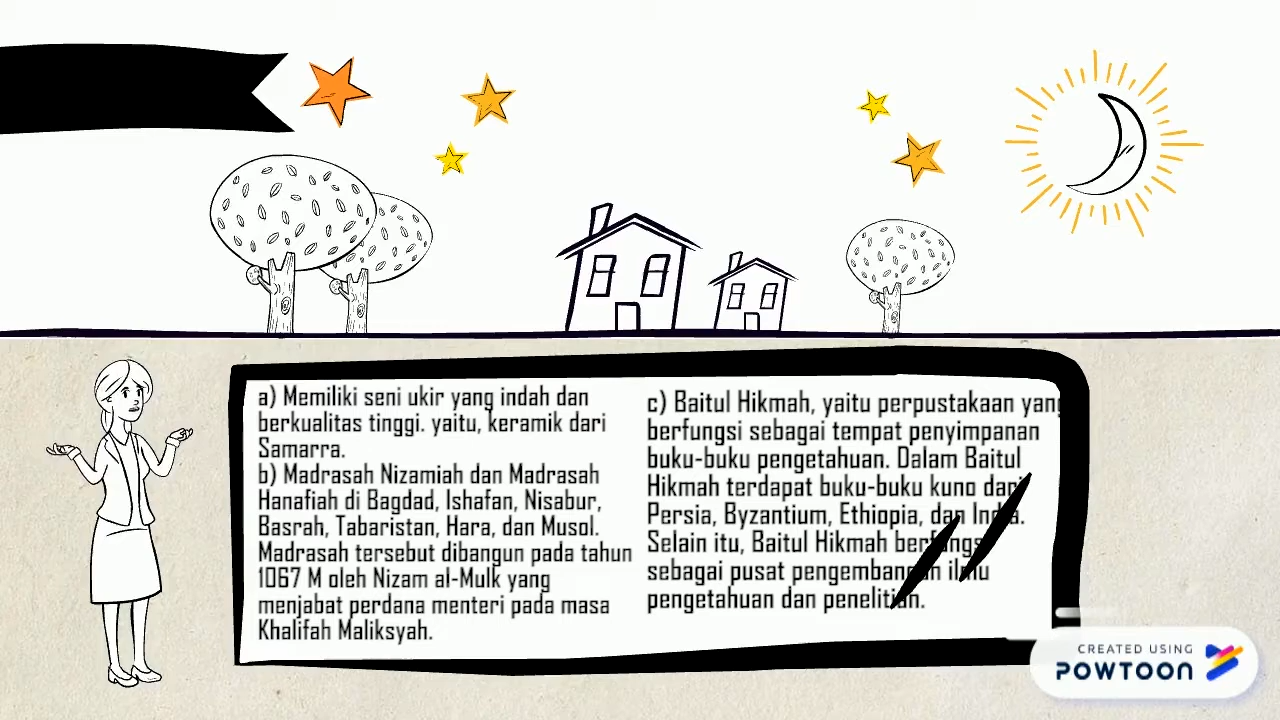 a) Memiliki seni ukir yang indah dan
berkualitas tinggi. yaitu, keramik dari
Samarra.
b) Madrasah Nizamiah dan Madrasah
Hanafiah di Bagdad, Ishafan, Nisabur,
Basrah, Tabaristan, Hara, dan Musol.
Madrasah tersebut dibangun pada tahun
1067 M oleh Nizam al-Mulk yang
menjabat perdana menteri pada masa
Khalifah Maliksyah.
c) Baitul Hikmah, yaitu perpustakaan yang
berfungsi sebagai tempat penyimpanan
buku-buku pengetahuan. Dalam Baitul
Hikmah terdapat buku-buku kuno dari
Persia, Byzantium, Ethiopia, dan India.
Selain itu, Baitul Hikmah berfungsi
sebagai pusat pengembangan ilmu
pengetahuan dan penelitian.
CREATED USING
POWTOON